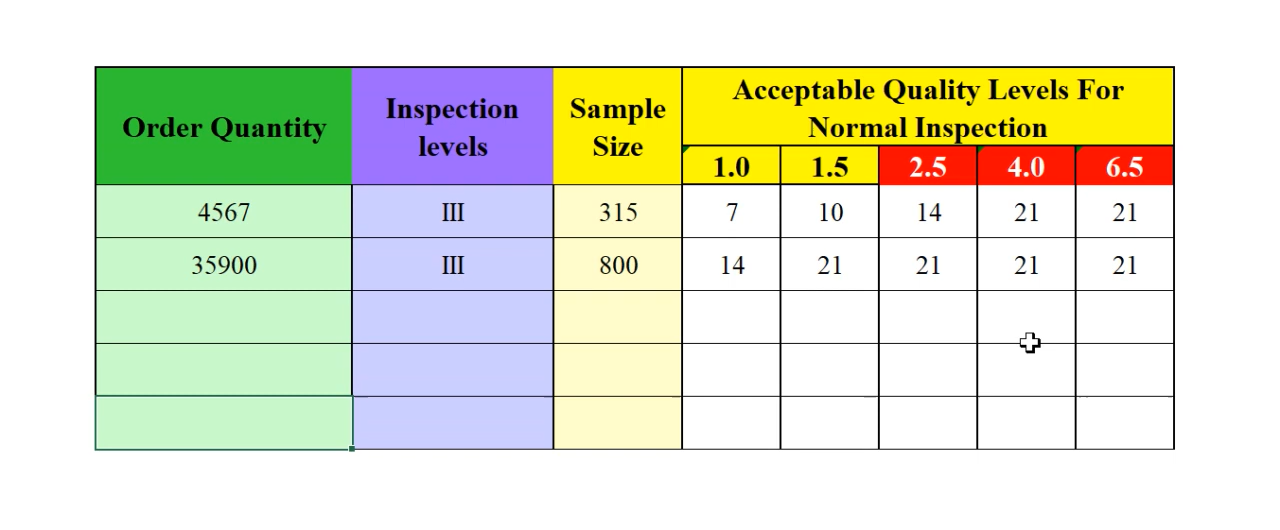 Order Quantity
Inspection
levels
Sample
Size
Acceptable Quality Levels For
Normal Inspection
1.0 1.5 2.5 4.0 6.5
4567 III 315 7 10 14 21 21
35900 III 800 14 21 21 21 21